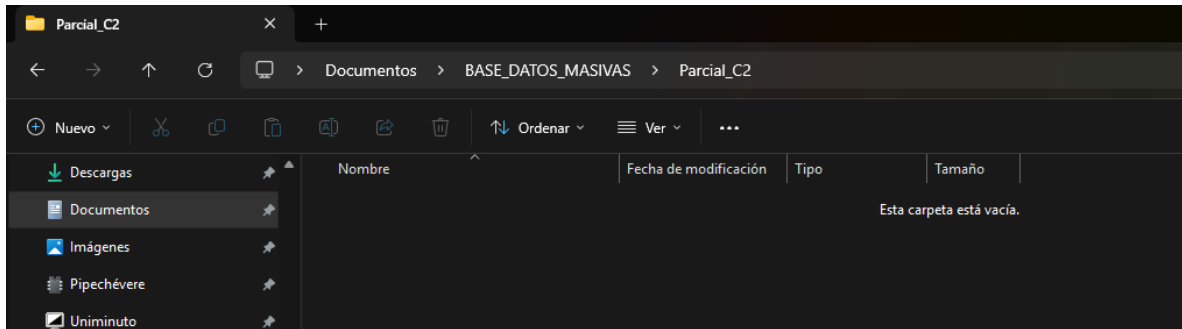 Parcial_C2
Documentos > BASE_DATOS_MASIVAS > Parcial_C2
Nuevo Ordenar Ver ...
Descargas
Nombre Fecha de modificación Tipo Tamaño
Documentos
Esta carpeta está vacía.
Imágenes
Pipechévere
Uniminuto